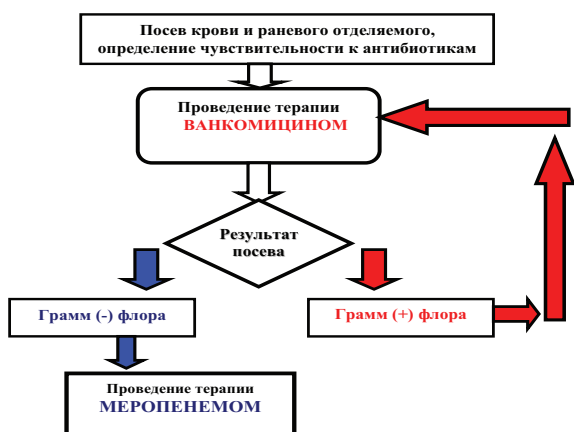 Посев крови и раневого отделяемого,
определение чувствительности к антибиотикам
Проведение терапии
ВАНКОМИЦИНОМ
Результат
посева
Грамм (-) флора
Грамм (+) флора
Проведение терапии
МЕРОПЕНЕМОМ